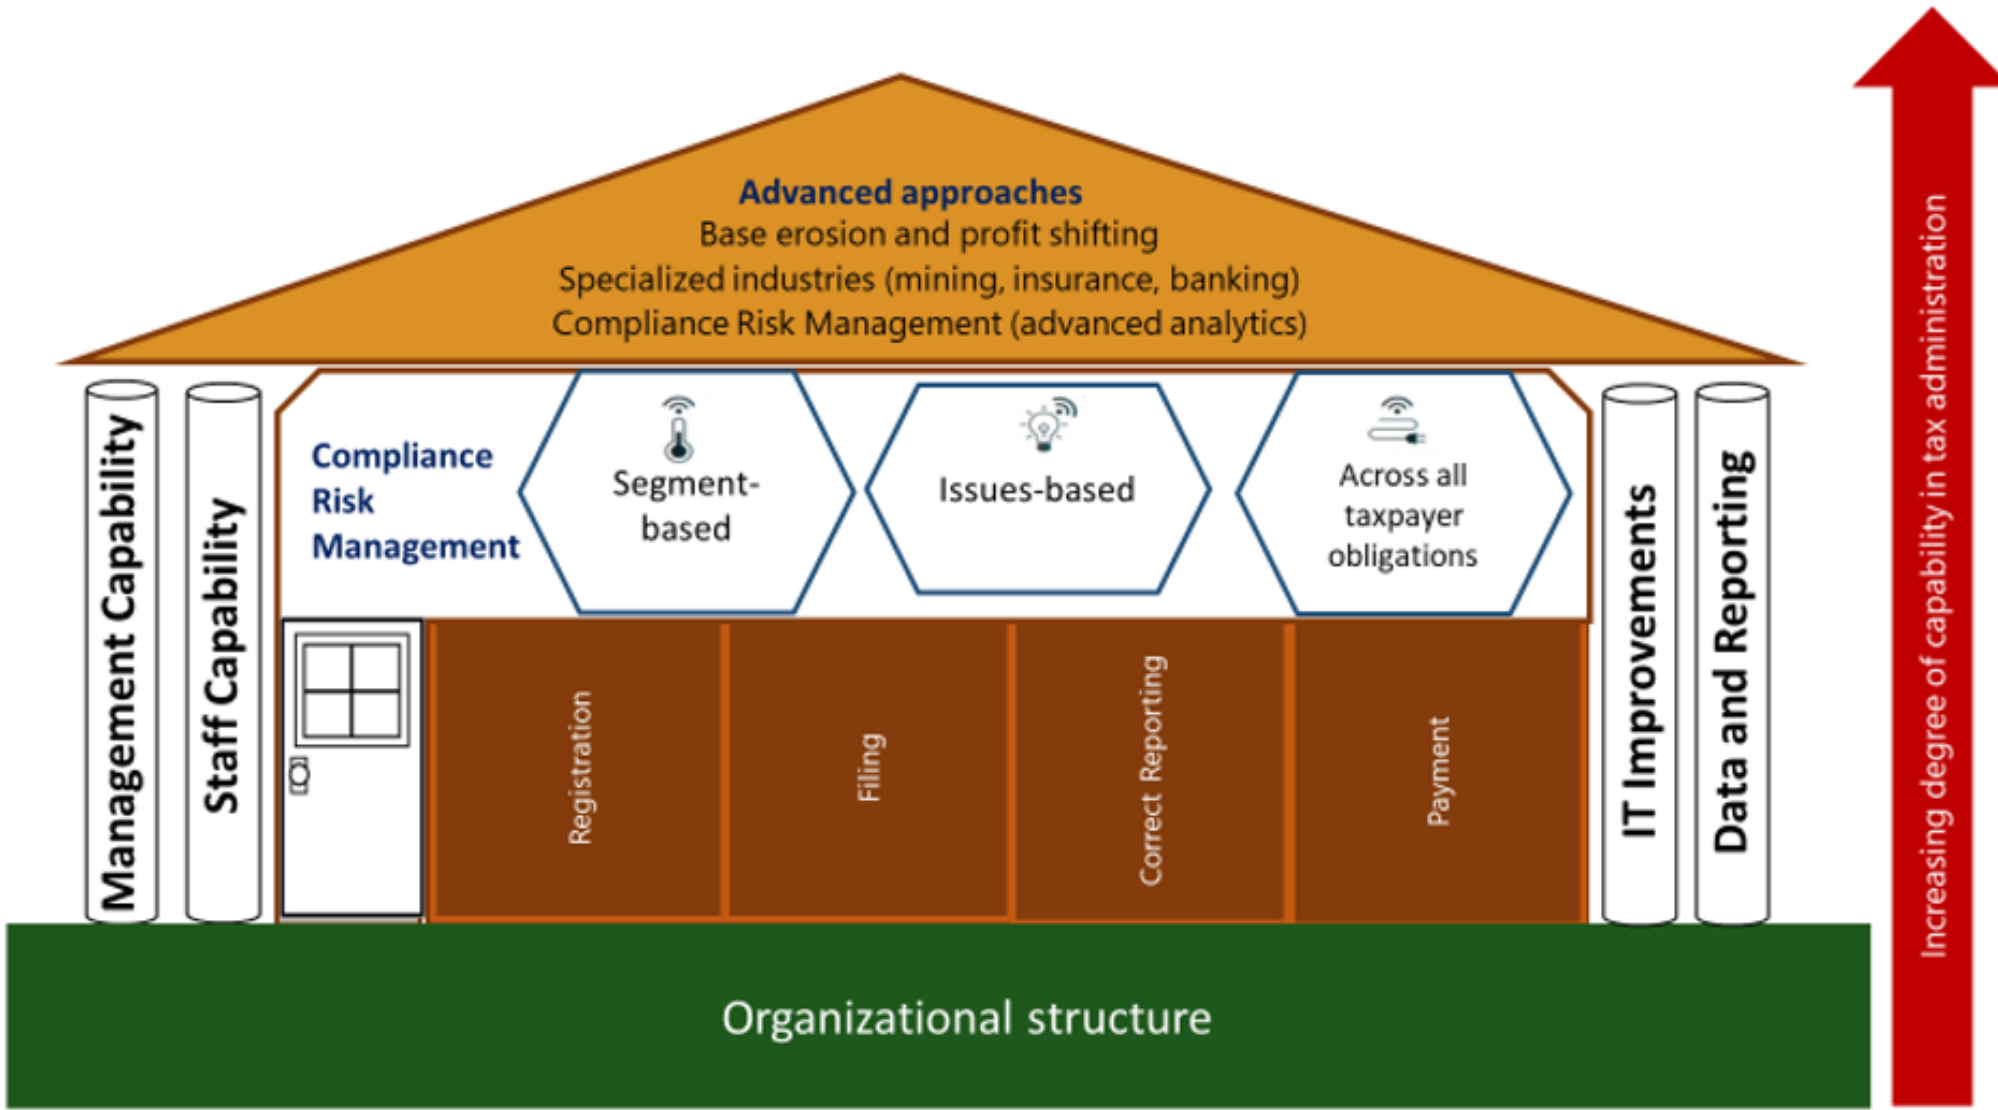 Advanced approaches
Base erosion and profit shifting
Specialized industries (mining, insurance, banking)
Compliance Risk Management (advanced analytics)
Management Capability
Staff Capability
Compliance
Risk
Management
Segment-
based
Issues-based
Across all
taxpayer
obligations
Registration
Filing
Correct Reporting
Payment
IT Improvements
Data and Reporting
Organizational structure
Increasing degree of capability in tax administration